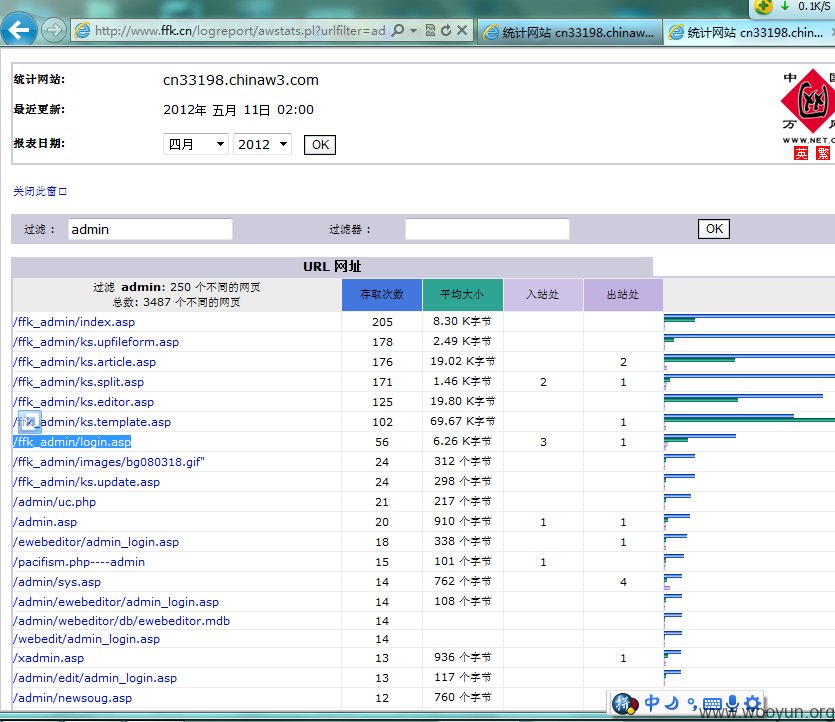 0.1K/S
http://www.ffk.cn/logreport/awstats.pl?urlfilter=ad
统计网站 cn33198.chinaw...
统计网站 cn33198.chin...
统计网站: cn33198.chinaw3.com
最近更新: 2012年 五月 11日 02:00
报表日期: 四月 2012 OK
中 国
万 网
WWW.NET.C
英 繁
关闭此窗口
过滤 : admin 过滤器 : OK
URL 网址
过滤 admin: 250 个不同的网页
总数: 3487 个不同的网页
存取次数 平均大小 入站处 出站处
/ffk_admin/index.asp 205 8.30 K字节
/ffk_admin/ks.upfileform.asp 178 2.49 K字节
/ffk_admin/ks.article.asp 176 19.02 K字节 2
/ffk_admin/ks.split.asp 171 1.46 K字节 2 1
/ffk_admin/ks.editor.asp 125 19.80 K字节
/ffk_admin/ks.template.asp 102 69.67 K字节 1
/ffk_admin/login.asp 56 6.26 K字节 3 1
/ffk_admin/images/bg080318.gif" 24 312 个字节
/ffk_admin/ks.update.asp 24 298 个字节
/admin/uc.php 21 217 个字节
/admin.asp 20 910 个字节 1 1
/ewebeditor/admin_login.asp 18 338 个字节 1
/pacifism.php----admin 15 101 个字节 1
/admin/sys.asp 14 762 个字节 4
/admin/ewebeditor/admin_login.asp 14 108 个字节
/admin/webeditor/db/ewebeditor.mdb 14
/webedit/admin_login.asp 14
/xadmin.asp 13 936 个字节 1
/admin/edit/admin_login.asp 13 117 个字节
/admin/newsoug.asp 12 760 个字节
拼 中
www.wooyun.org